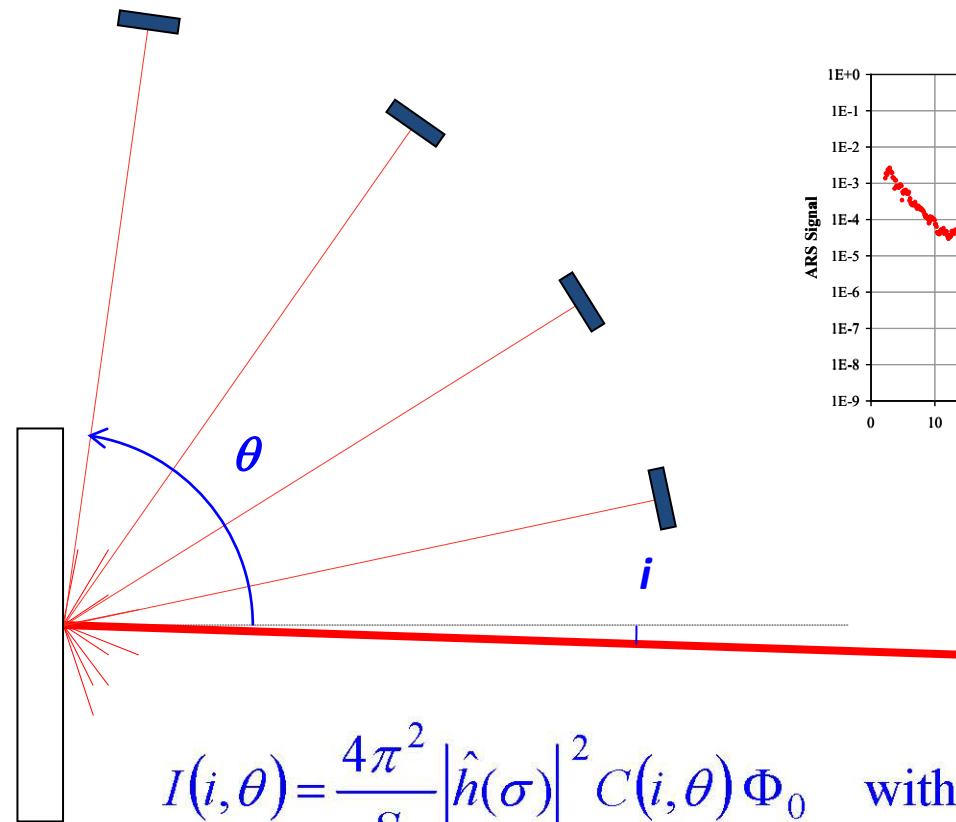 1E+0
1E-1
1E-2
1E-3
1E-4
1E-5
1E-6
1E-7
1E-8
1E-9
ARS Signal
0 10
θ
i
I(i, θ) = 4π² / S |ĥ(σ)|² C(i, θ) Φ₀ with